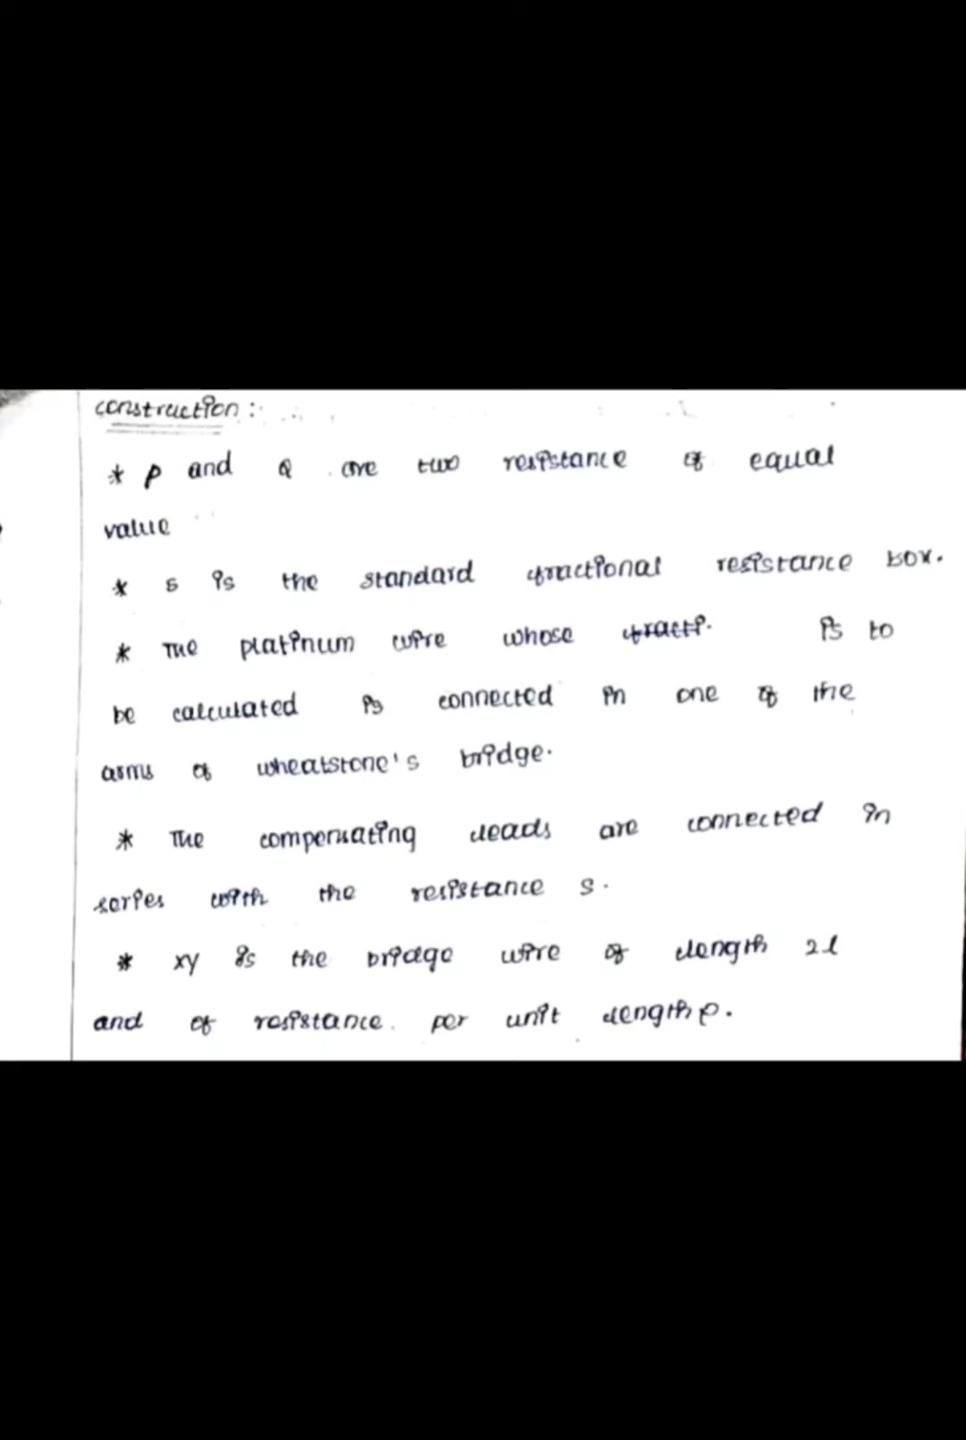 construction :
* P and Q are two resistance of equal
value
* S is the standard fractional resistance box.
* The platinum wire whose fracti. is to
be calculated is connected in one of the
arms of wheatstone's bridge.
* The compensating leads are connected in
series with the resistance S.
* xy is the bridge wire of length 2l
and of resistance per unit length ρ.